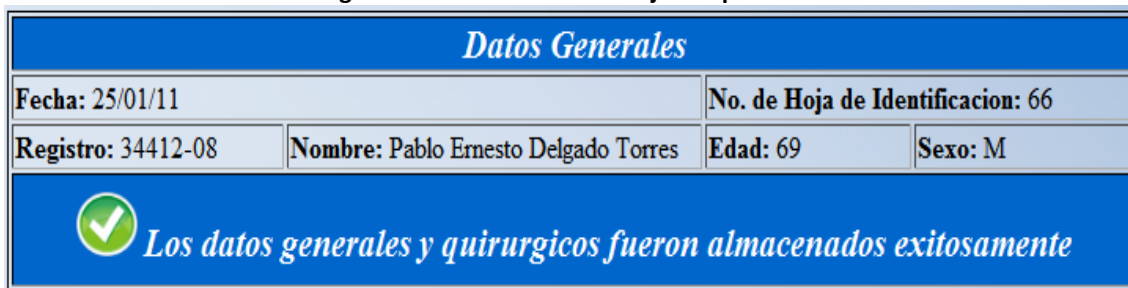 Datos Generales
Fecha: 25/01/11 No. de Hoja de Identificacion: 66
Registro: 34412-08 Nombre: Pablo Ernesto Delgado Torres Edad: 69 Sexo: M
Los datos generales y quirurgicos fueron almacenados exitosamente